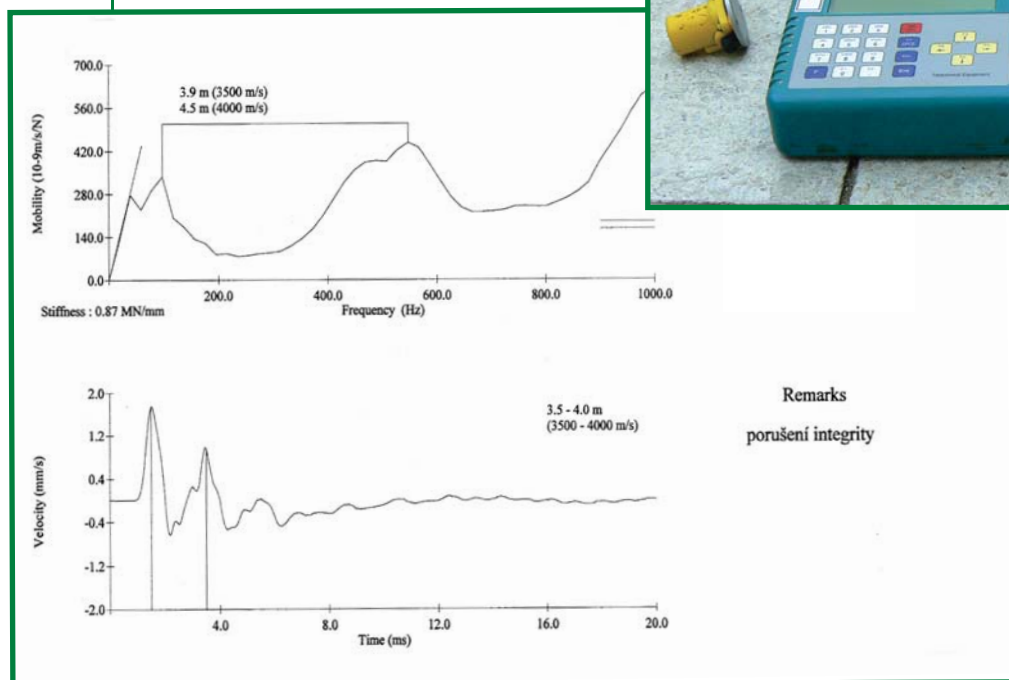 700.0
3.9 m (3500 m/s)
4.5 m (4000 m/s)
560.0
420.0
280.0
140.0
0.0
Mobility (10-9m/s/N)
200.0
400.0
600.0
800.0
1000.0
Stiffness : 0.87 MN/mm
Frequency (Hz)
2.0
1.2
0.4
-0.4
-1.2
-2.0
Velocity (mm/s)
3.5 - 4.0 m
(3500 - 4000 m/s)
4.0
8.0
12.0
16.0
20.0
Time (ms)
Remarks
porušení integrity